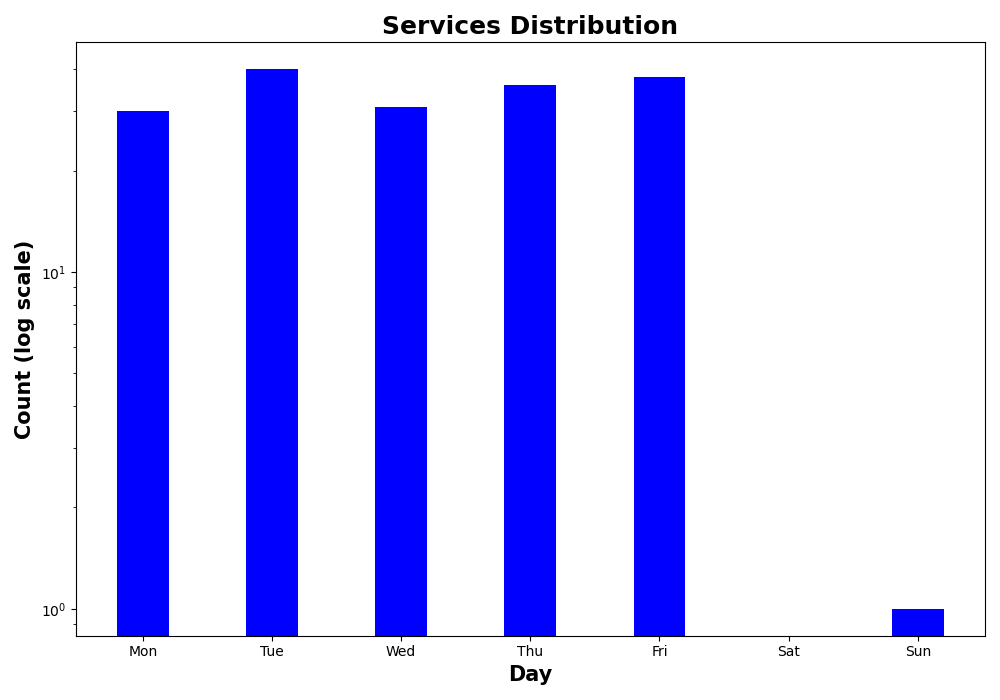 Services Distribution
Count (log scale)
10¹
10⁰
Mon Tue Wed Thu Fri Sat Sun
Day